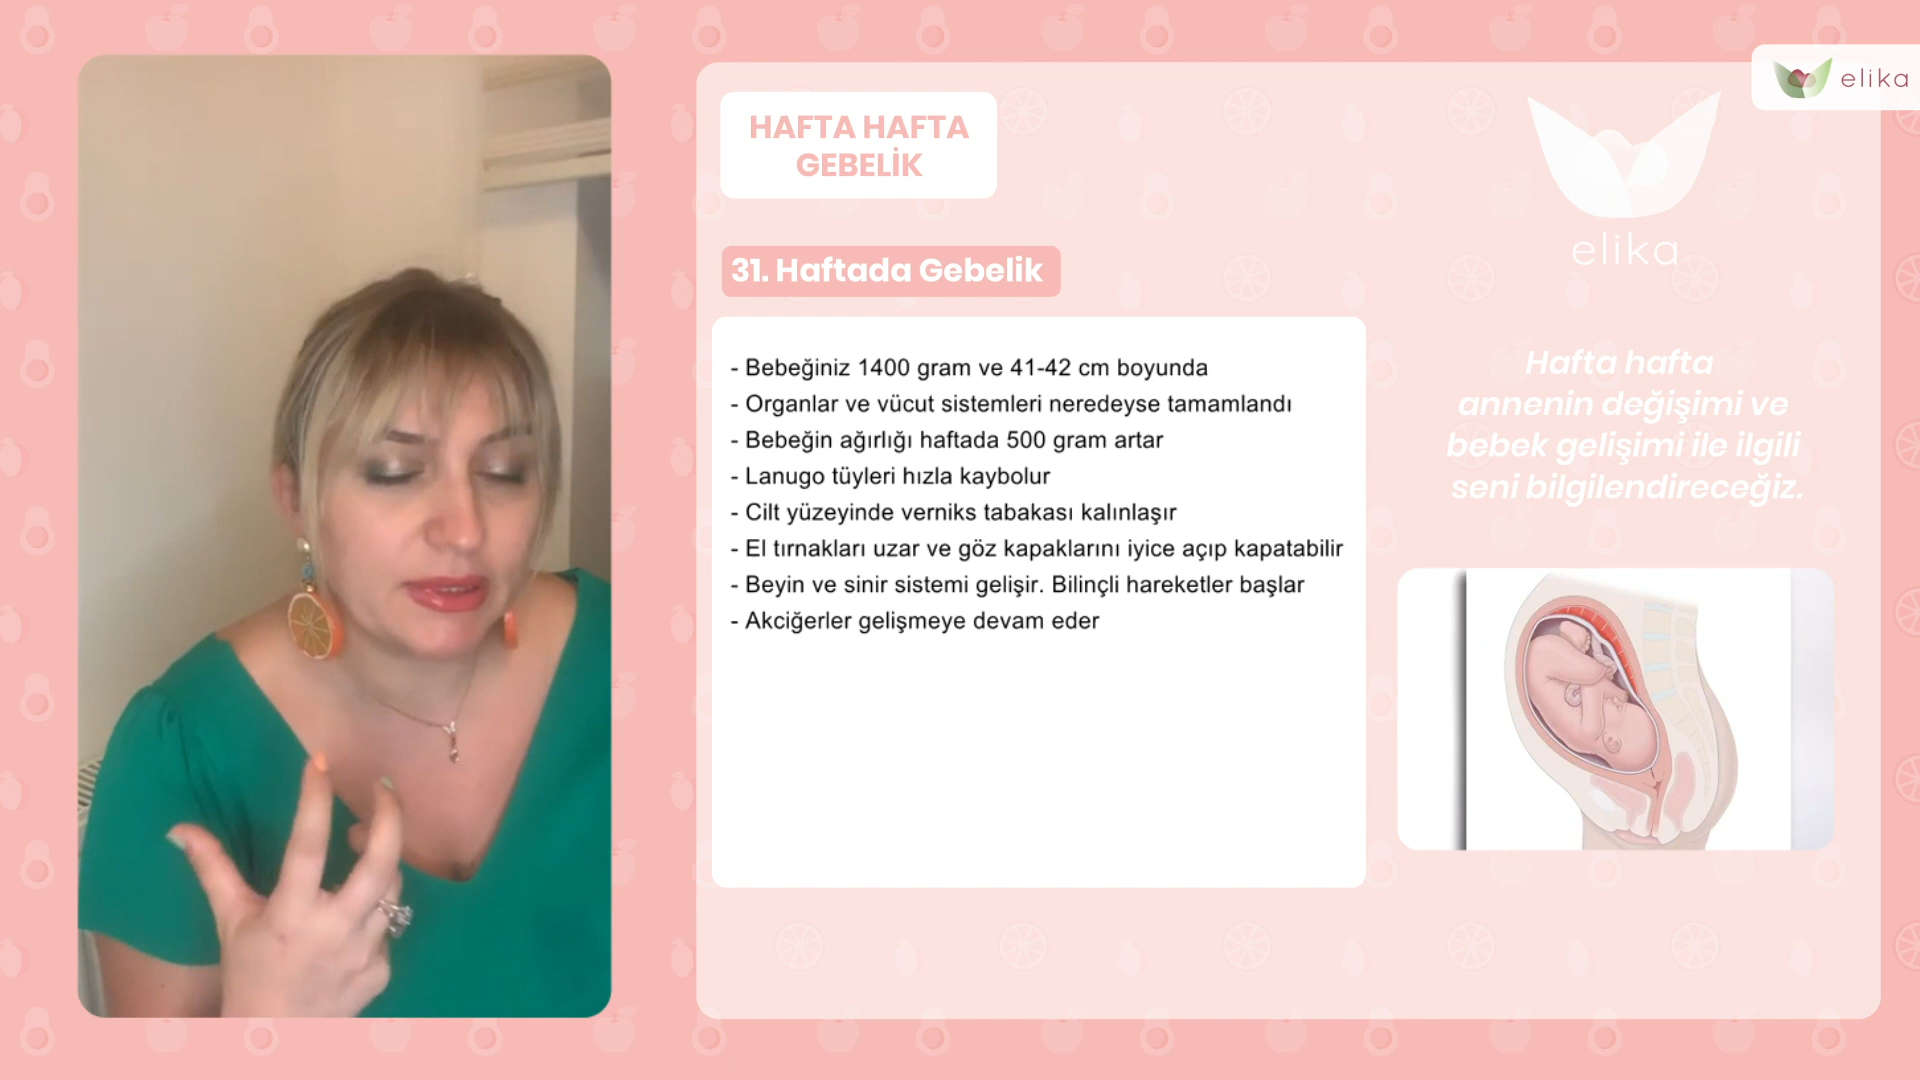 elika
HAFTA HAFTA
GEBELİK
elika
31. Haftada Gebelik
- Bebeğiniz 1400 gram ve 41-42 cm boyunda
- Organlar ve vücut sistemleri neredeyse tamamlandı
- Bebeğin ağırlığı haftada 500 gram artar
- Lanugo tüyleri hızla kaybolur
- Cilt yüzeyinde verniks tabakası kalınlaşır
- El tırnakları uzar ve göz kapaklarını iyice açıp kapatabilir
- Beyin ve sinir sistemi gelişir. Bilinçli hareketler başlar
- Akciğerler gelişmeye devam eder
Hafta hafta
annenin değişimi ve
bebek gelişimi ile ilgili
seni bilgilendireceğiz.